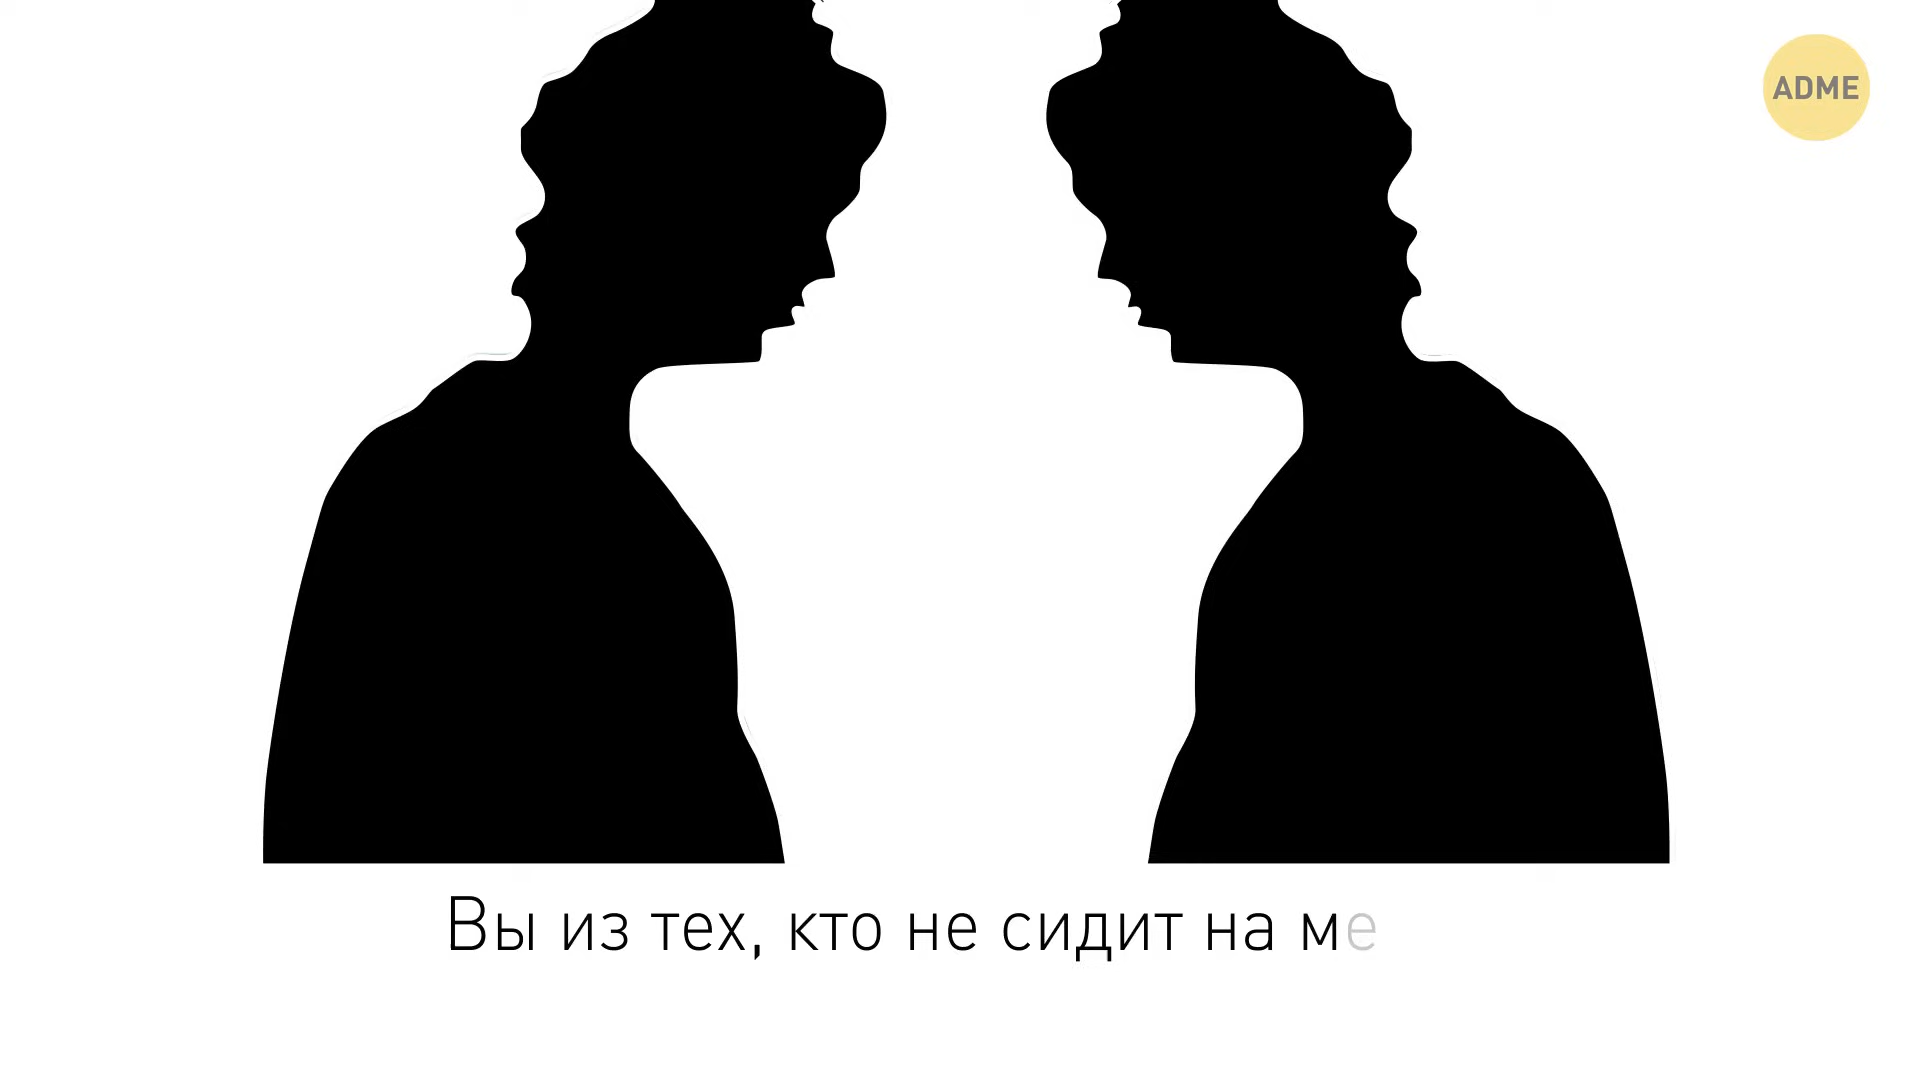 ADME
Вы из тех, кто не сидит на ме